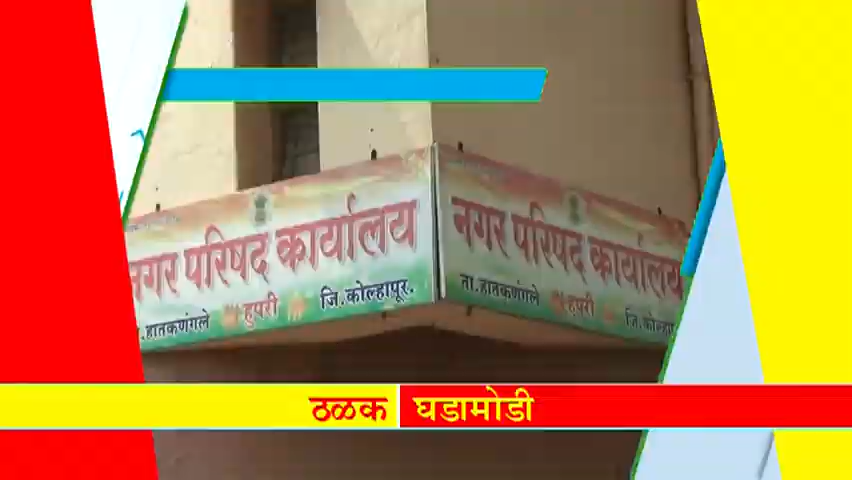 नगर परिषद कार्यालय
हुपरी
ता.हातकणंगले जि.कोल्हापूर.
नगर परिषद कार्यालय
हुपरी
ता.हातकणंगले
ठळक घडामोडी